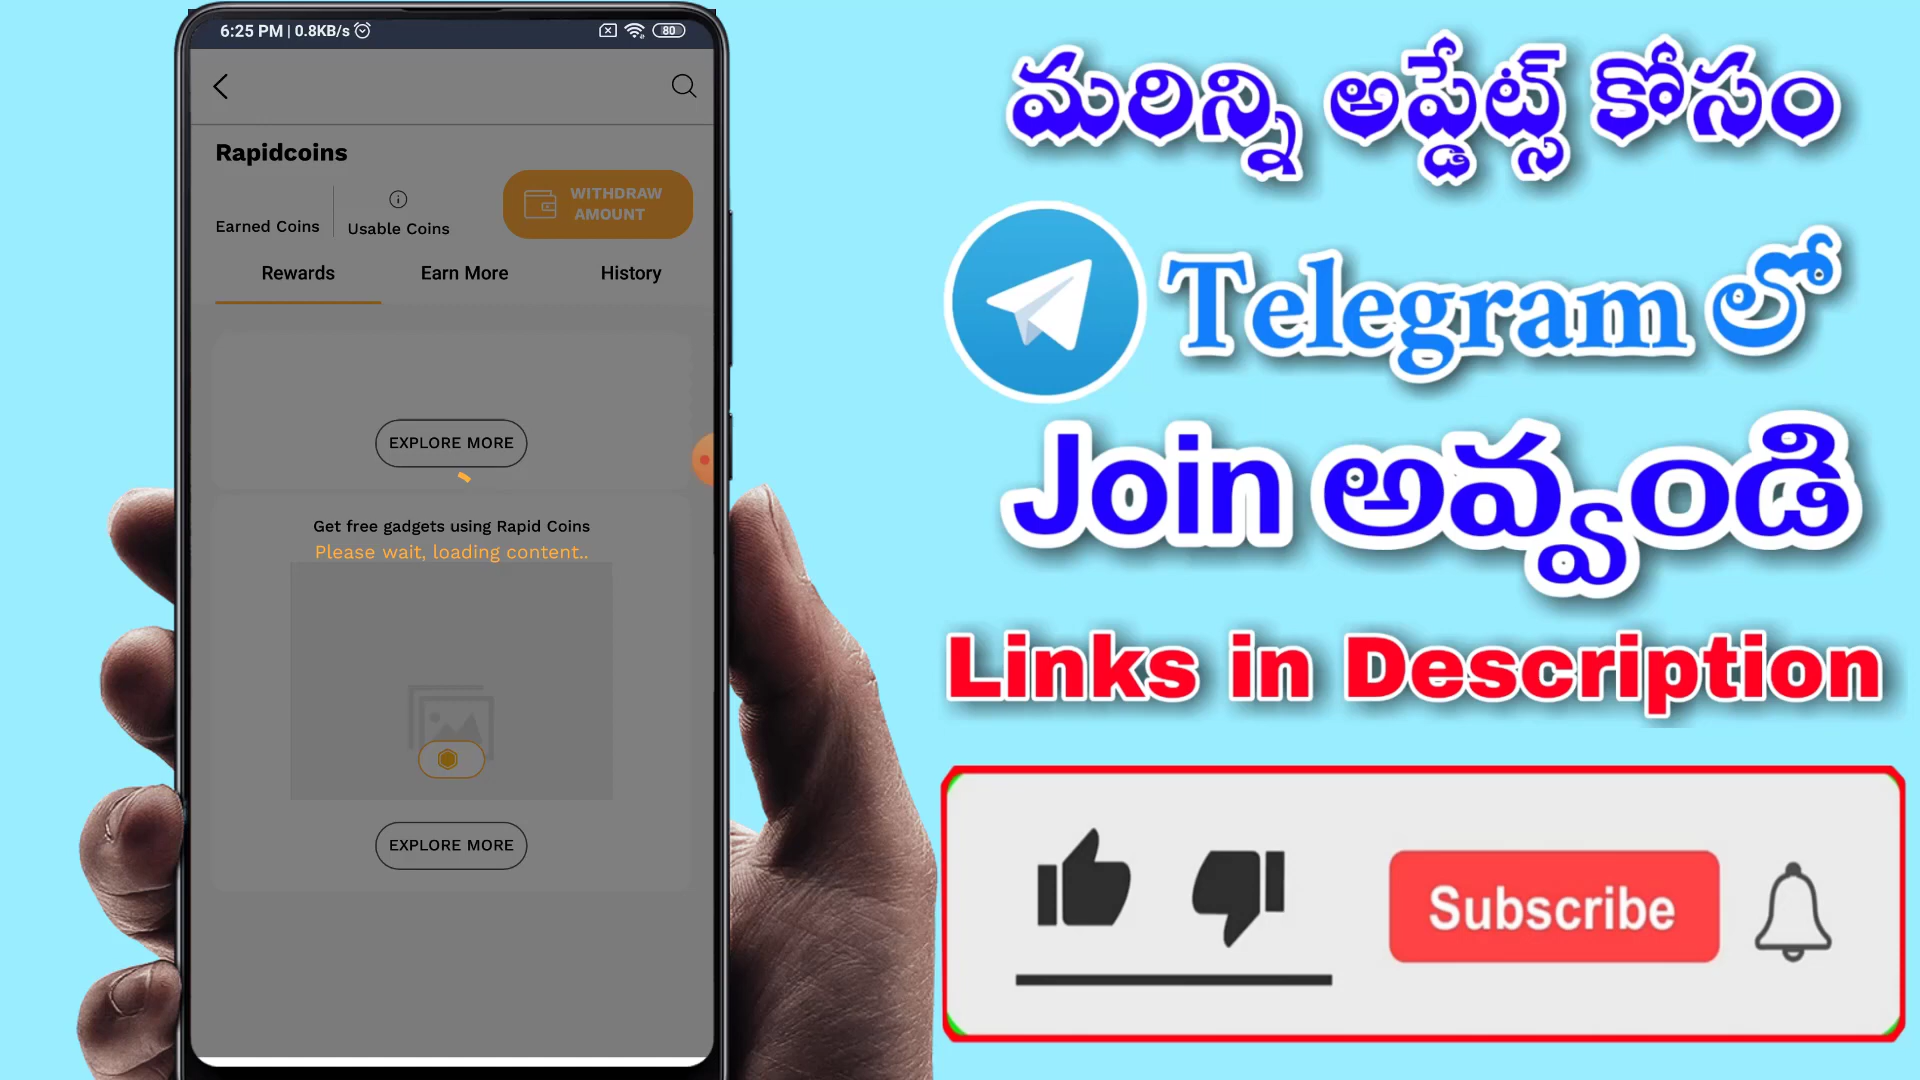 6:25 PM | 0.8KB/s
80
Rapidcoins
WITHDRAW
AMOUNT
Earned Coins
Usable Coins
Rewards
Earn More
History
EXPLORE MORE
Get free gadgets using Rapid Coins
Please wait, loading content..
EXPLORE MORE
మరిన్ని అప్డేట్స్ కోసం
Telegram లో
Join అవ్వండి
Links in Description
Subscribe